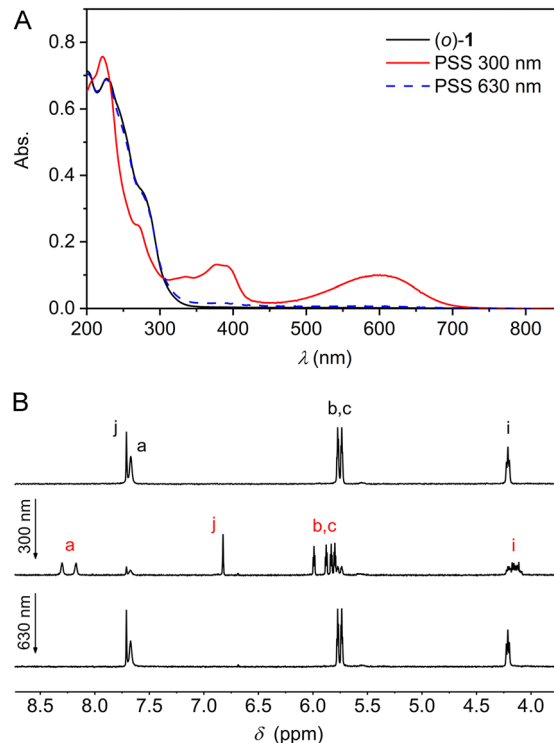 A
(o)-1
PSS 300 nm
PSS 630 nm
Abs.
0.8
0.6
0.4
0.2
0.0
200 300 400 500 600 700 800
λ (nm)
B
j a b,c i
300 nm
a j b,c i
630 nm
8.5 8.0 7.5 7.0 6.5 6.0 5.5 5.0 4.5 4.0
δ (ppm)